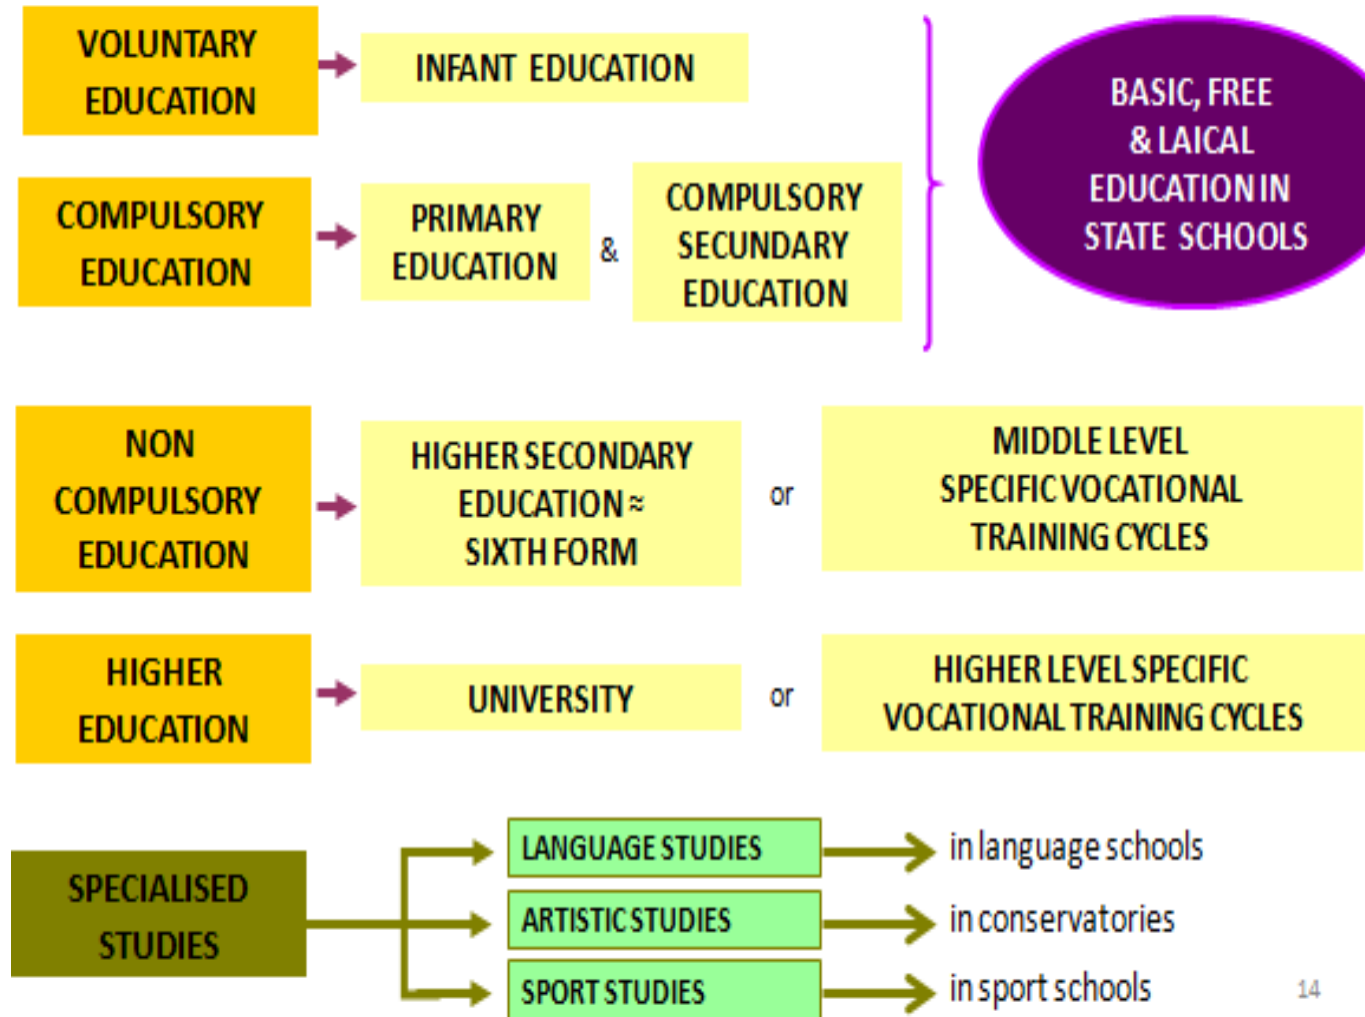 VOLUNTARY
EDUCATION
INFANT EDUCATION
BASIC, FREE
& LAICAL
EDUCATION IN
STATE SCHOOLS
COMPULSORY
EDUCATION
PRIMARY
EDUCATION
&
COMPULSORY
SECUNDARY
EDUCATION
NON
COMPULSORY
EDUCATION
HIGHER SECONDARY
EDUCATION ≈
SIXTH FORM
or
MIDDLE LEVEL
SPECIFIC VOCATIONAL
TRAINING CYCLES
HIGHER
EDUCATION
UNIVERSITY
or
HIGHER LEVEL SPECIFIC
VOCATIONAL TRAINING CYCLES
SPECIALISED
STUDIES
LANGUAGE STUDIES
in language schools
ARTISTIC STUDIES
in conservatories
SPORT STUDIES
in sport schools
14